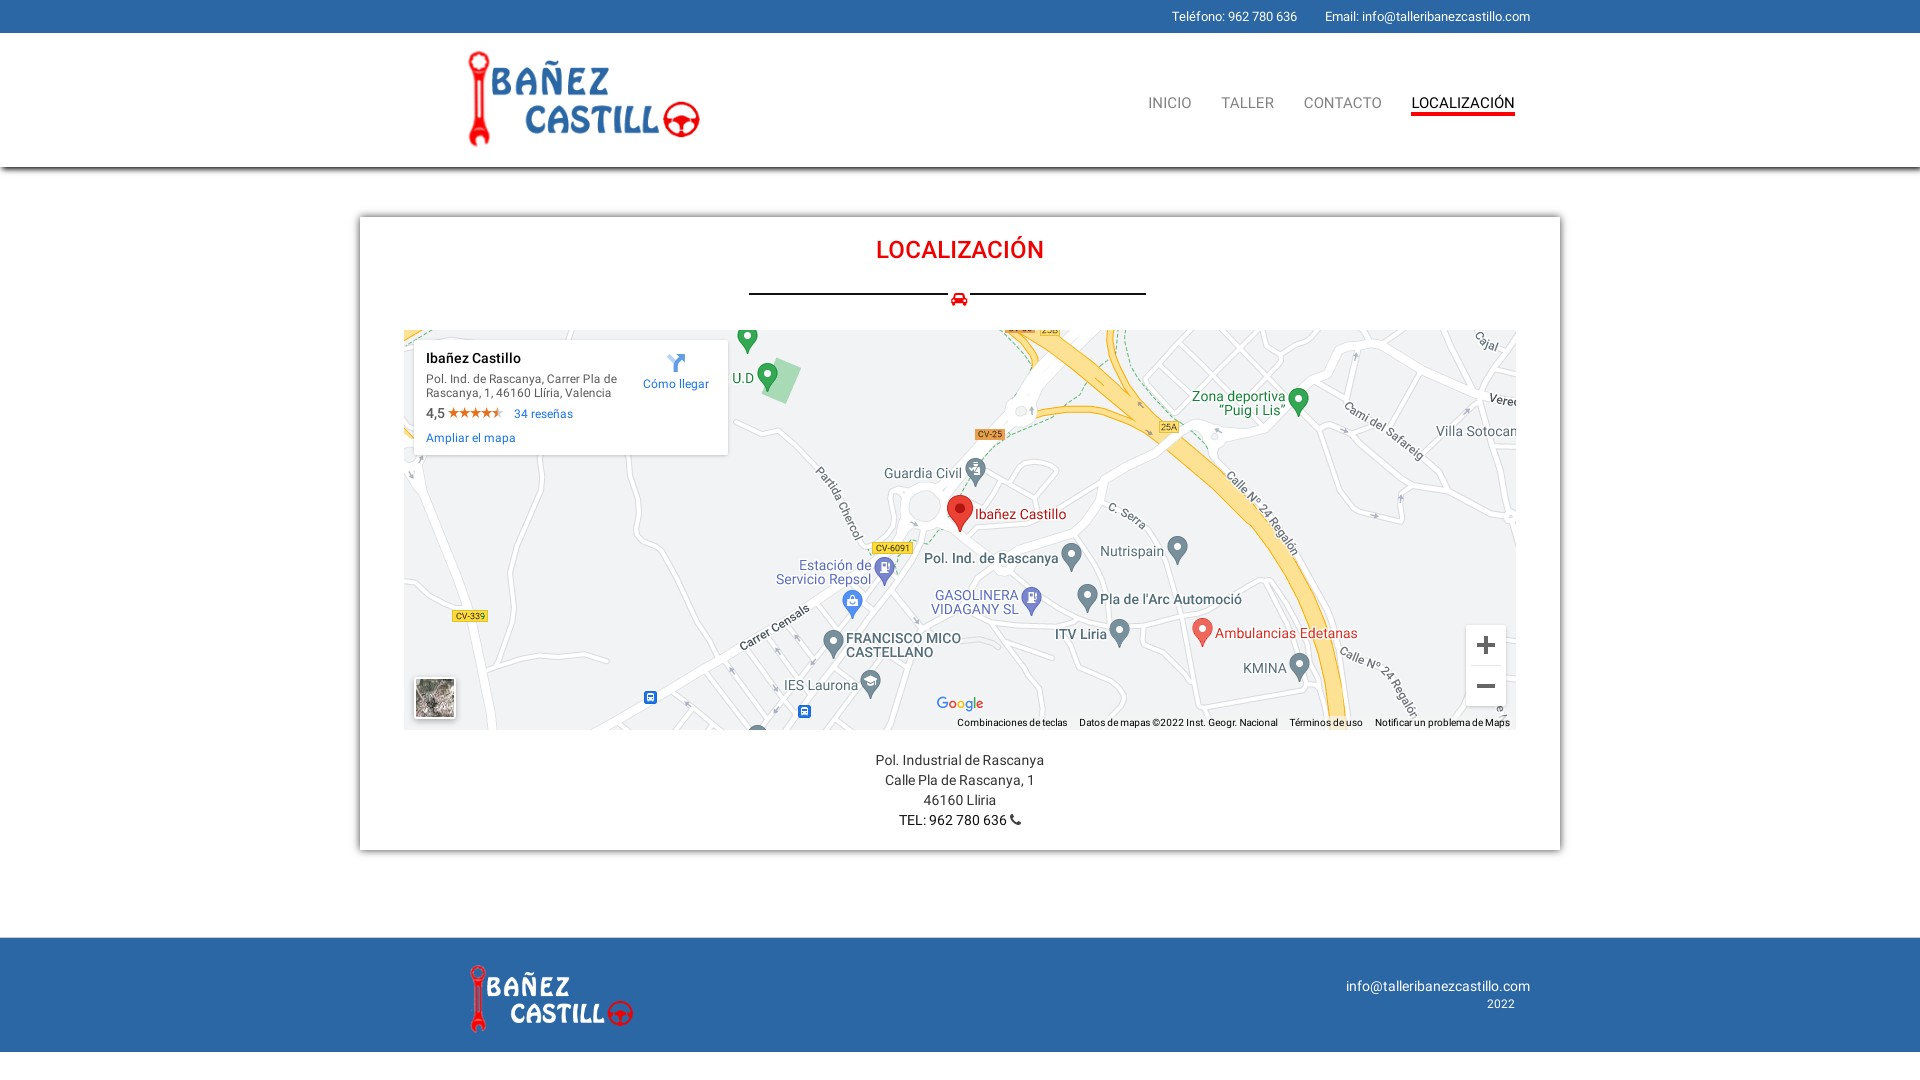 Teléfono: 962 780 636 Email: info@talleribanezcastillo.com
IBAÑEZ
CASTILLO
INICIO TALLER CONTACTO LOCALIZACIÓN
LOCALIZACIÓN
Ibañez Castillo
Pol. Ind. de Rascanya, Carrer Pla de
Rascanya, 1, 46160 Llíria, Valencia
4,5 34 reseñas
Ampliar el mapa
Cómo llegar
U.D
25B
Cajal
Zona deportiva
“Puig i Lis”
Cami del Safareig
Villa Sotocan
25A
CV-25
Guardia Civil
Partida Chercol
Calle Nº 24 Regalón
Ibañez Castillo
C. Serra
CV-6091
Pol. Ind. de Rascanya
Nutrispain
Estación de
Servicio Repsol
GASOLINERA
VIDAGANY SL
Pla de l'Arc Automoció
CV-339
Carrer Censals
FRANCISCO MICO
CASTELLANO
ITV Liria
Ambulancias Edetanas
Calle Nº 24 Regalón
KMINA
IES Laurona
Google
Combinaciones de teclas Datos de mapas ©2022 Inst. Geogr. Nacional Términos de uso Notificar un problema de Maps
Pol. Industrial de Rascanya
Calle Pla de Rascanya, 1
46160 Lliria
TEL: 962 780 636
IBAÑEZ
CASTILLO
info@talleribanezcastillo.com
2022